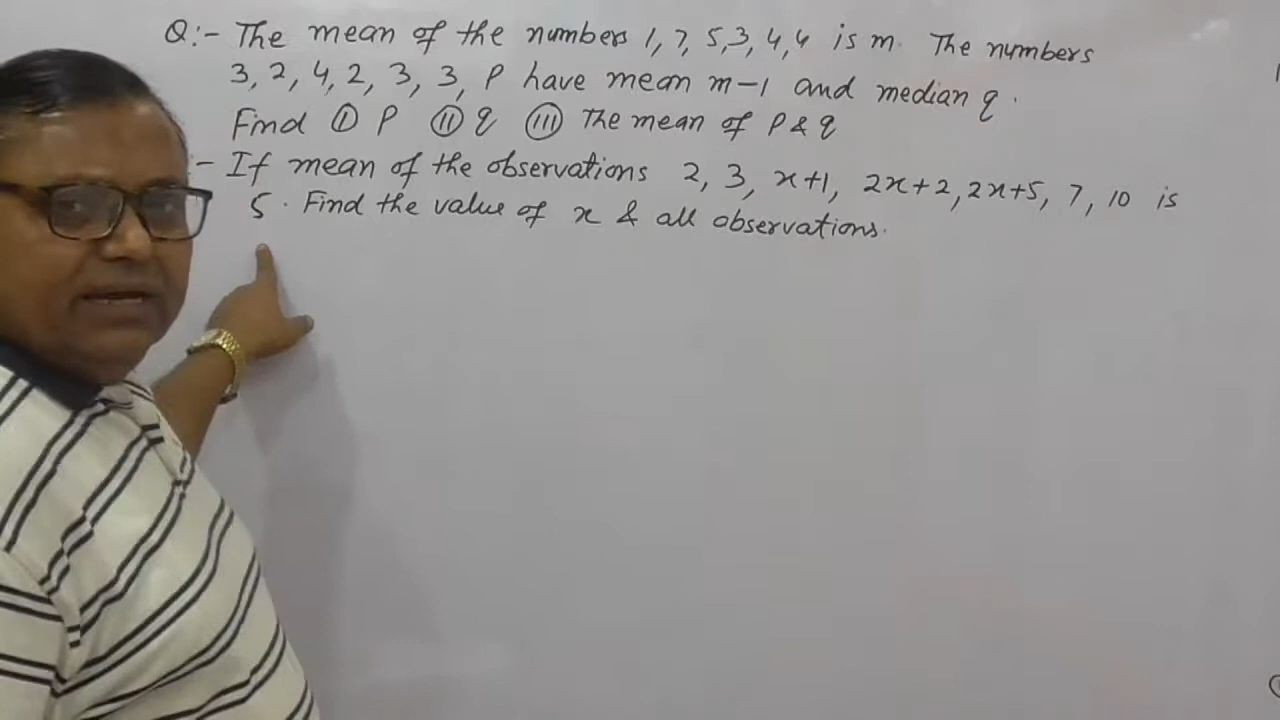 Q:- The mean of the numbers 1, 7, 5, 3, 4, 4 is m. The numbers
3, 2, 4, 2, 3, 3, P have mean m-1 and median q.
Find (I) P (II) q (III) The mean of P & q
:- If mean of the observations 2, 3, x+1, 2x+2, 2x+5, 7, 10 is
5. Find the value of x & all observations.